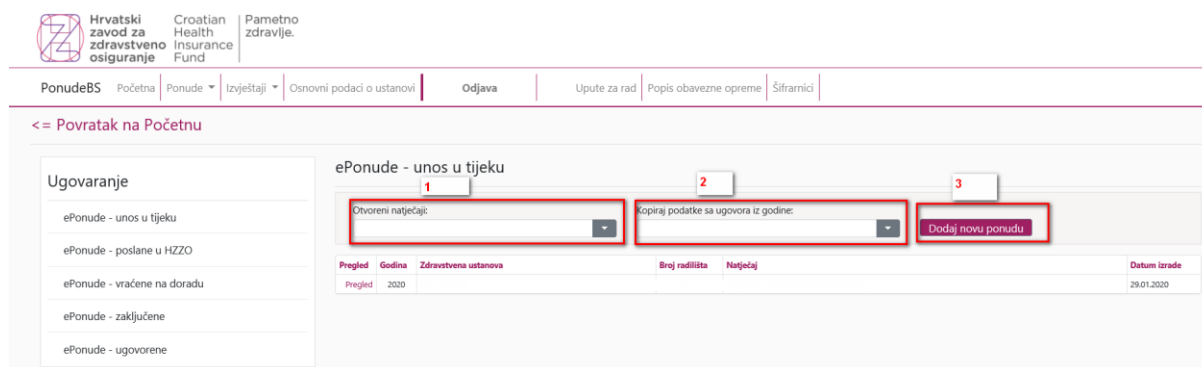 Hrvatski zavod za zdravstveno osiguranje
Croatian Health Insurance Fund
Pametno zdravlje.
PonudeBS Početna Ponude Izvještaji Osnovni podaci o ustanovi Odjava Upute za rad Popis obavezne opreme Šifrarnici
<= Povratak na Početnu
Ugovaranje
ePonude - unos u tijeku
ePonude - poslane u HZZO
ePonude - vraćene na doradu
ePonude - zaključene
ePonude - ugovorene
ePonude - unos u tijeku
1
2
3
Otvoreni natječaji:
Kopiraj podatke sa ugovora iz godine:
Dodaj novu ponudu
Pregled Godina Zdravstvena ustanova Broj radilišta Natječaj Datum izrade
Pregled 2020 29.01.2020